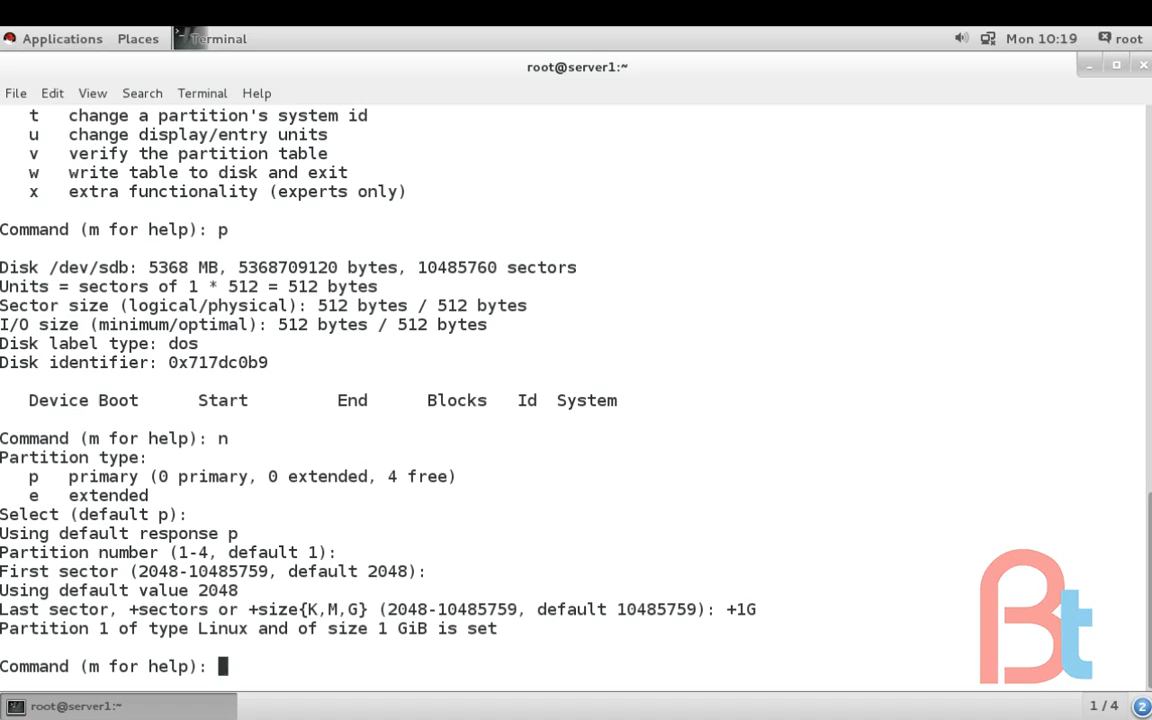 Applications Places Terminal Mon 10:19 root
root@server1:~
File Edit View Search Terminal Help
t change a partition's system id
u change display/entry units
v verify the partition table
w write table to disk and exit
x extra functionality (experts only)
Command (m for help): p
Disk /dev/sdb: 5368 MB, 5368709120 bytes, 10485760 sectors
Units = sectors of 1 * 512 = 512 bytes
Sector size (logical/physical): 512 bytes / 512 bytes
I/O size (minimum/optimal): 512 bytes / 512 bytes
Disk label type: dos
Disk identifier: 0x717dc0b9
Device Boot Start End Blocks Id System
Command (m for help): n
Partition type:
p primary (0 primary, 0 extended, 4 free)
e extended
Select (default p):
Using default response p
Partition number (1-4, default 1):
First sector (2048-10485759, default 2048):
Using default value 2048
Last sector, +sectors or +size{K,M,G} (2048-10485759, default 10485759): +1G
Partition 1 of type Linux and of size 1 GiB is set
Command (m for help):
Bt
root@server1:~ 1 / 4 2